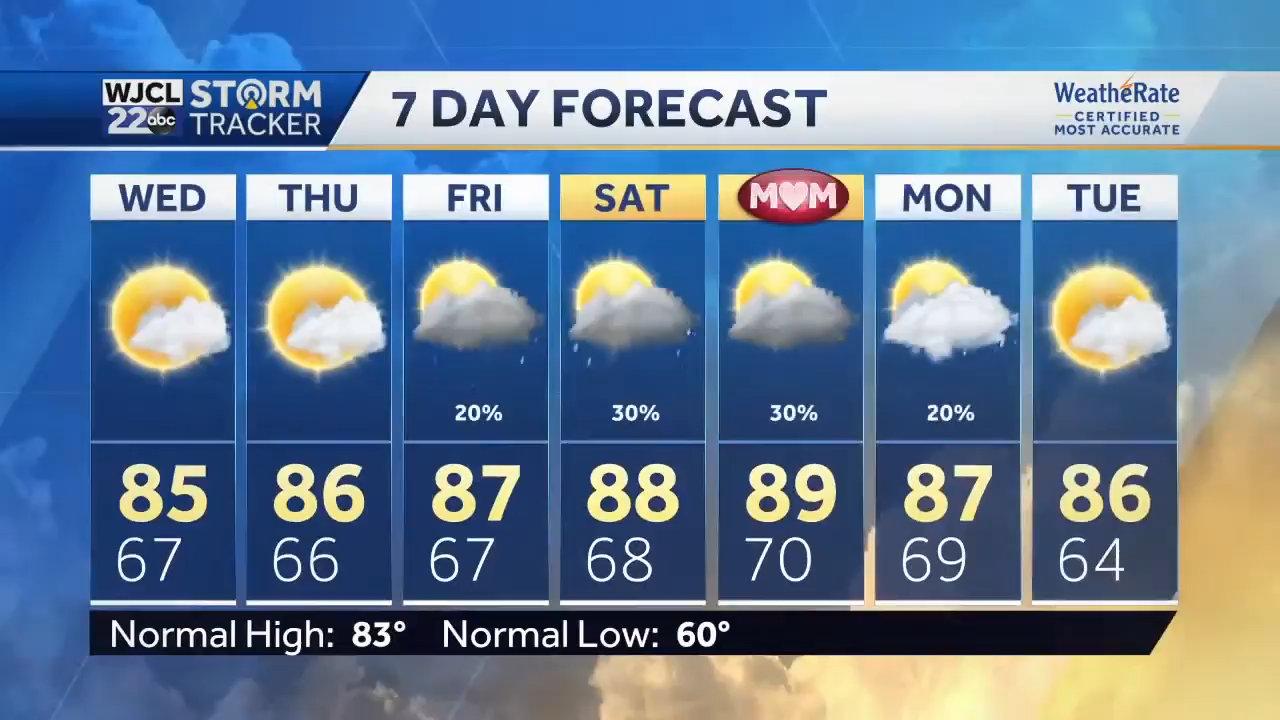 WJCL
22 abc
STORM
TRACKER
7 DAY FORECAST
WeatheRate
CERTIFIED
MOST ACCURATE
WED THU FRI SAT M♥M MON TUE
20% 30% 30% 20%
85 86 87 88 89 87 86
67 66 67 68 70 69 64
Normal High: 83° Normal Low: 60°